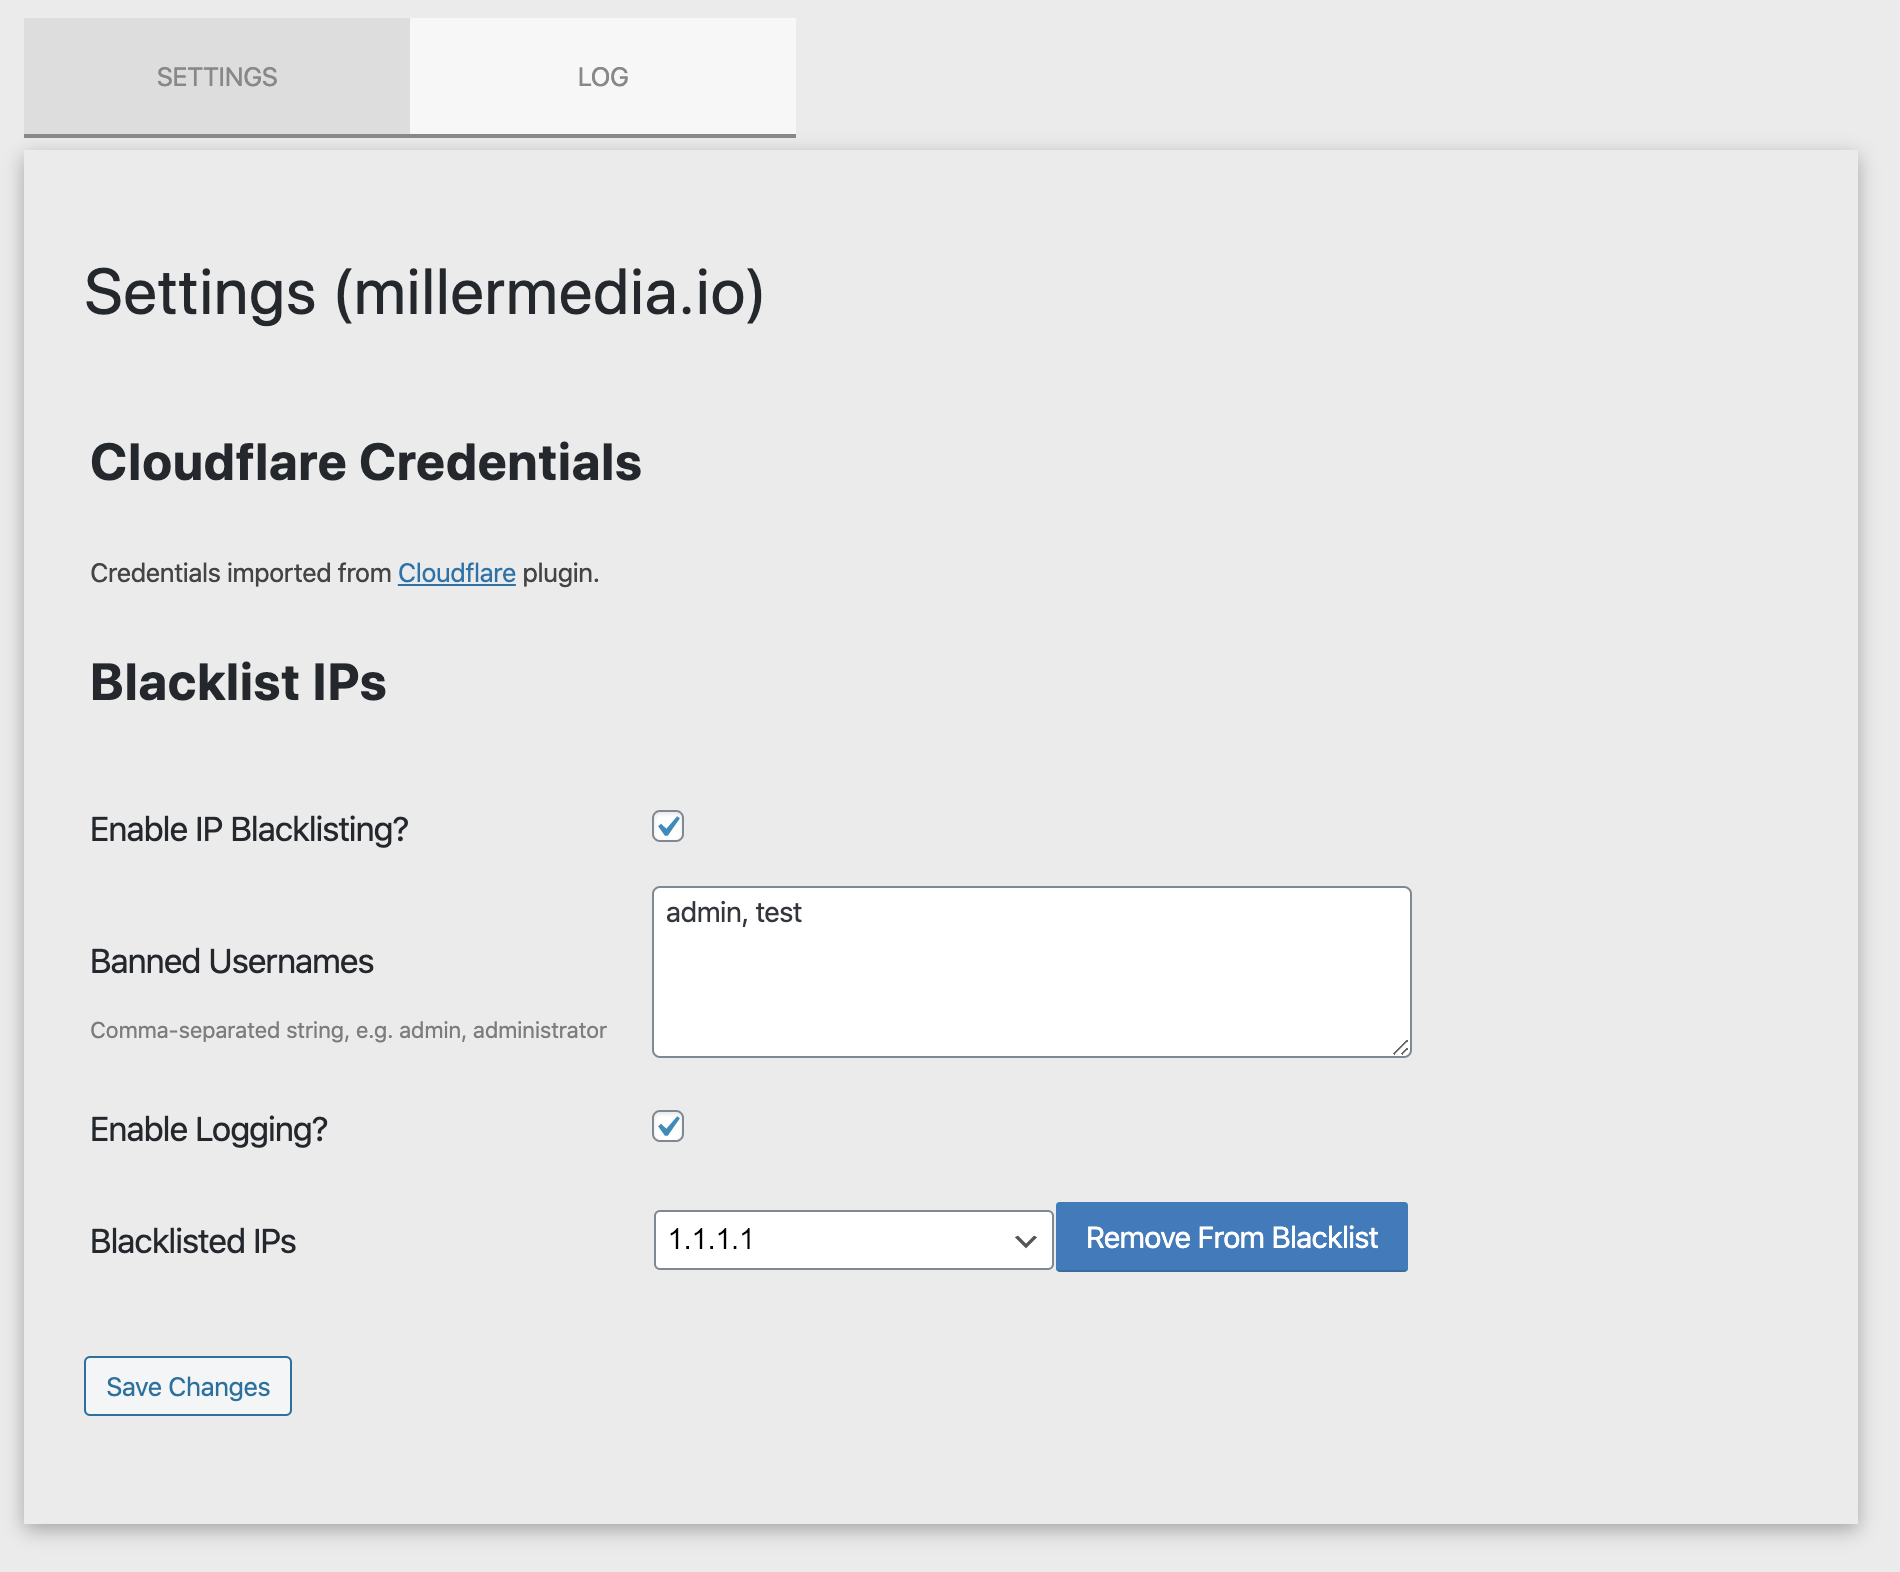 SETTINGS
LOG
Settings (millermedia.io)
Cloudflare Credentials
Credentials imported from Cloudflare plugin.
Blacklist IPs
Enable IP Blacklisting?
admin, test
Banned Usernames
Comma-separated string, e.g. admin, administrator
Enable Logging?
Blacklisted IPs
1.1.1.1
Remove From Blacklist
Save Changes